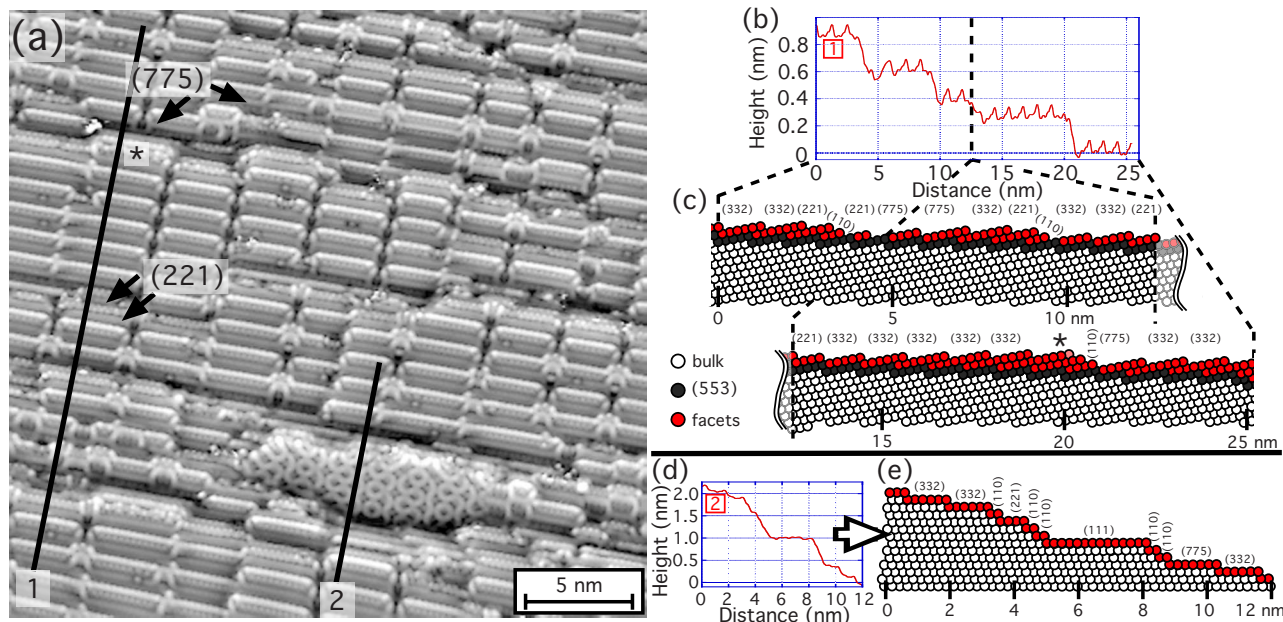 (a)
(775)
*
(221)
1
2
5 nm
(b)
Height (nm)
0.8
0.6
0.4
0.2
0
1
0 5 10 15 20 25
Distance (nm)
(c)
(332) (332) (221) (110) (221) (775) (775) (332) (221) (110) (332) (332) (221)
0 5 10 nm
(221) (332) (332) (332) (332) (332) * (110) (775) (332) (332)
bulk
(553)
facets
15 20 25 nm
(d)
Height (nm)
2.0
1.5
1.0
0.5
0
2
0 2 4 6 8 10 12
Distance (nm)
(e)
(332) (332) (110) (221) (110) (110) (111) (110) (110) (775) (332)
0 2 4 6 8 10 12 nm